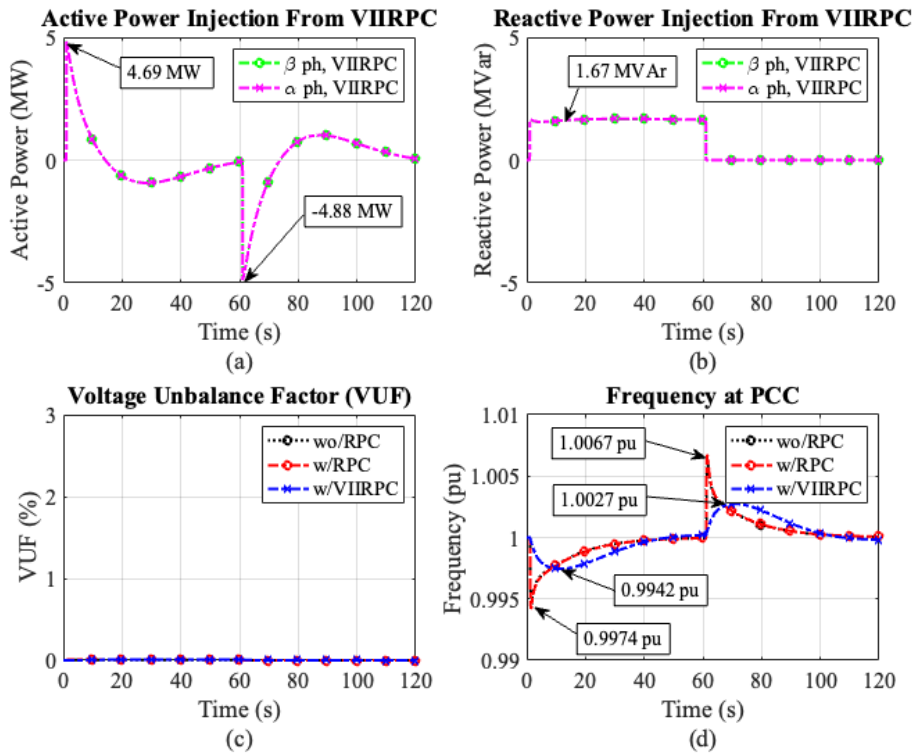 Active Power Injection From VIIRPC
Active Power (MW)
5
0
-5
4.69 MW
β ph, VIIRPC
α ph, VIIRPC
-4.88 MW
0 20 40 60 80 100 120
Time (s)
(a)
Reactive Power Injection From VIIRPC
Reactive Power (MVar)
5
0
-5
1.67 MVAr
β ph, VIIRPC
α ph, VIIRPC
0 20 40 60 80 100 120
Time (s)
(b)
Voltage Unbalance Factor (VUF)
VUF (%)
3
2
1
0
wo/RPC
w/RPC
w/VIIRPC
0 20 40 60 80 100 120
Time (s)
(c)
Frequency at PCC
Frequency (pu)
1.01
1.005
1
0.995
0.99
1.0067 pu
1.0027 pu
wo/RPC
w/RPC
w/VIIRPC
0.9942 pu
0.9974 pu
0 20 40 60 80 100 120
Time (s)
(d)